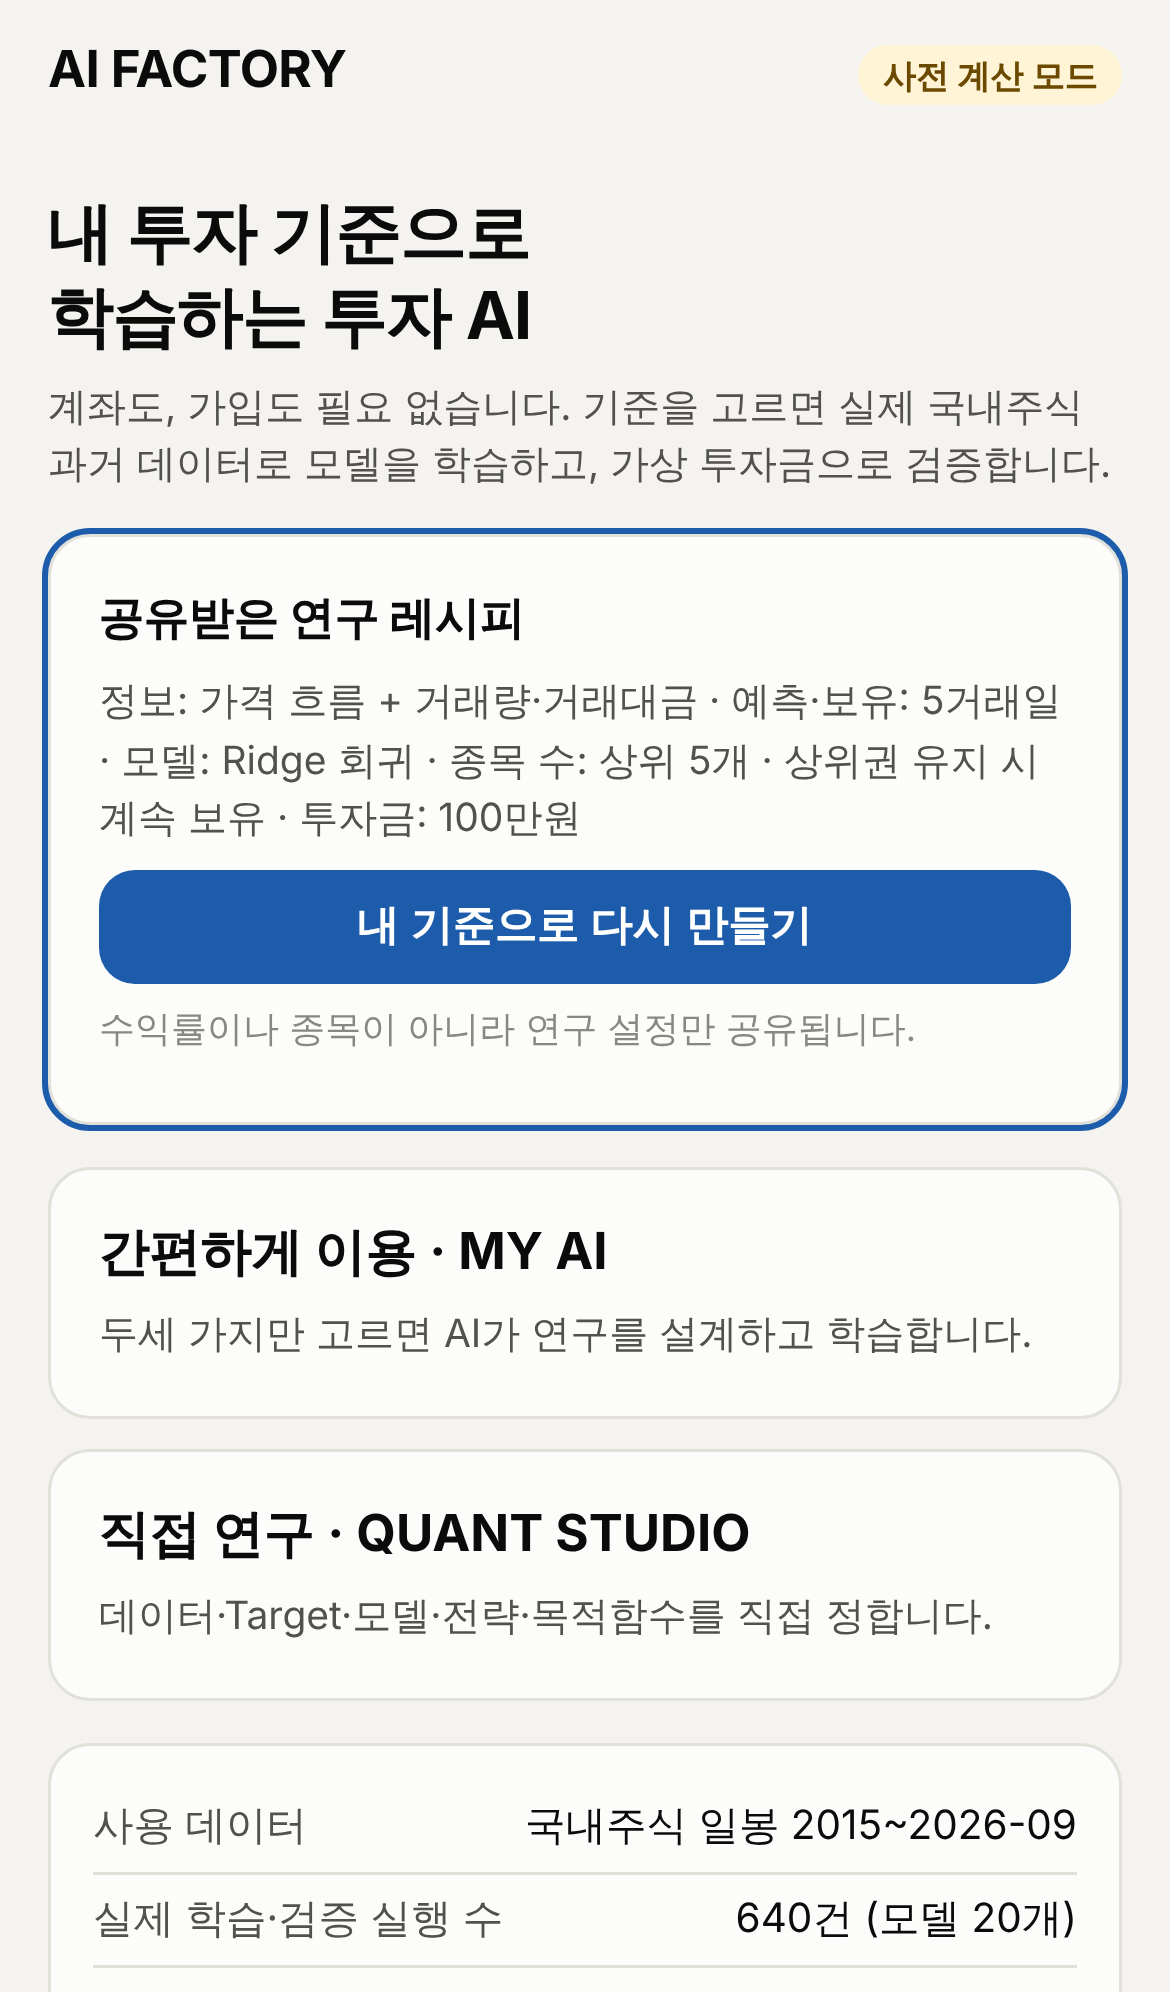 AI FACTORY
사전 계산 모드
내 투자 기준으로
학습하는 투자 AI
계좌도, 가입도 필요 없습니다. 기준을 고르면 실제 국내주식
과거 데이터로 모델을 학습하고, 가상 투자금으로 검증합니다.
공유받은 연구 레시피
정보: 가격 흐름 + 거래량·거래대금 · 예측·보유: 5거래일
· 모델: Ridge 회귀 · 종목 수: 상위 5개 · 상위권 유지 시
계속 보유 · 투자금: 100만원
내 기준으로 다시 만들기
수익률이나 종목이 아니라 연구 설정만 공유됩니다.
간편하게 이용 · MY AI
두세 가지만 고르면 AI가 연구를 설계하고 학습합니다.
직접 연구 · QUANT STUDIO
데이터·Target·모델·전략·목적함수를 직접 정합니다.
사용 데이터 국내주식 일봉 2015~2026-09
실제 학습·검증 실행 수 640건 (모델 20개)